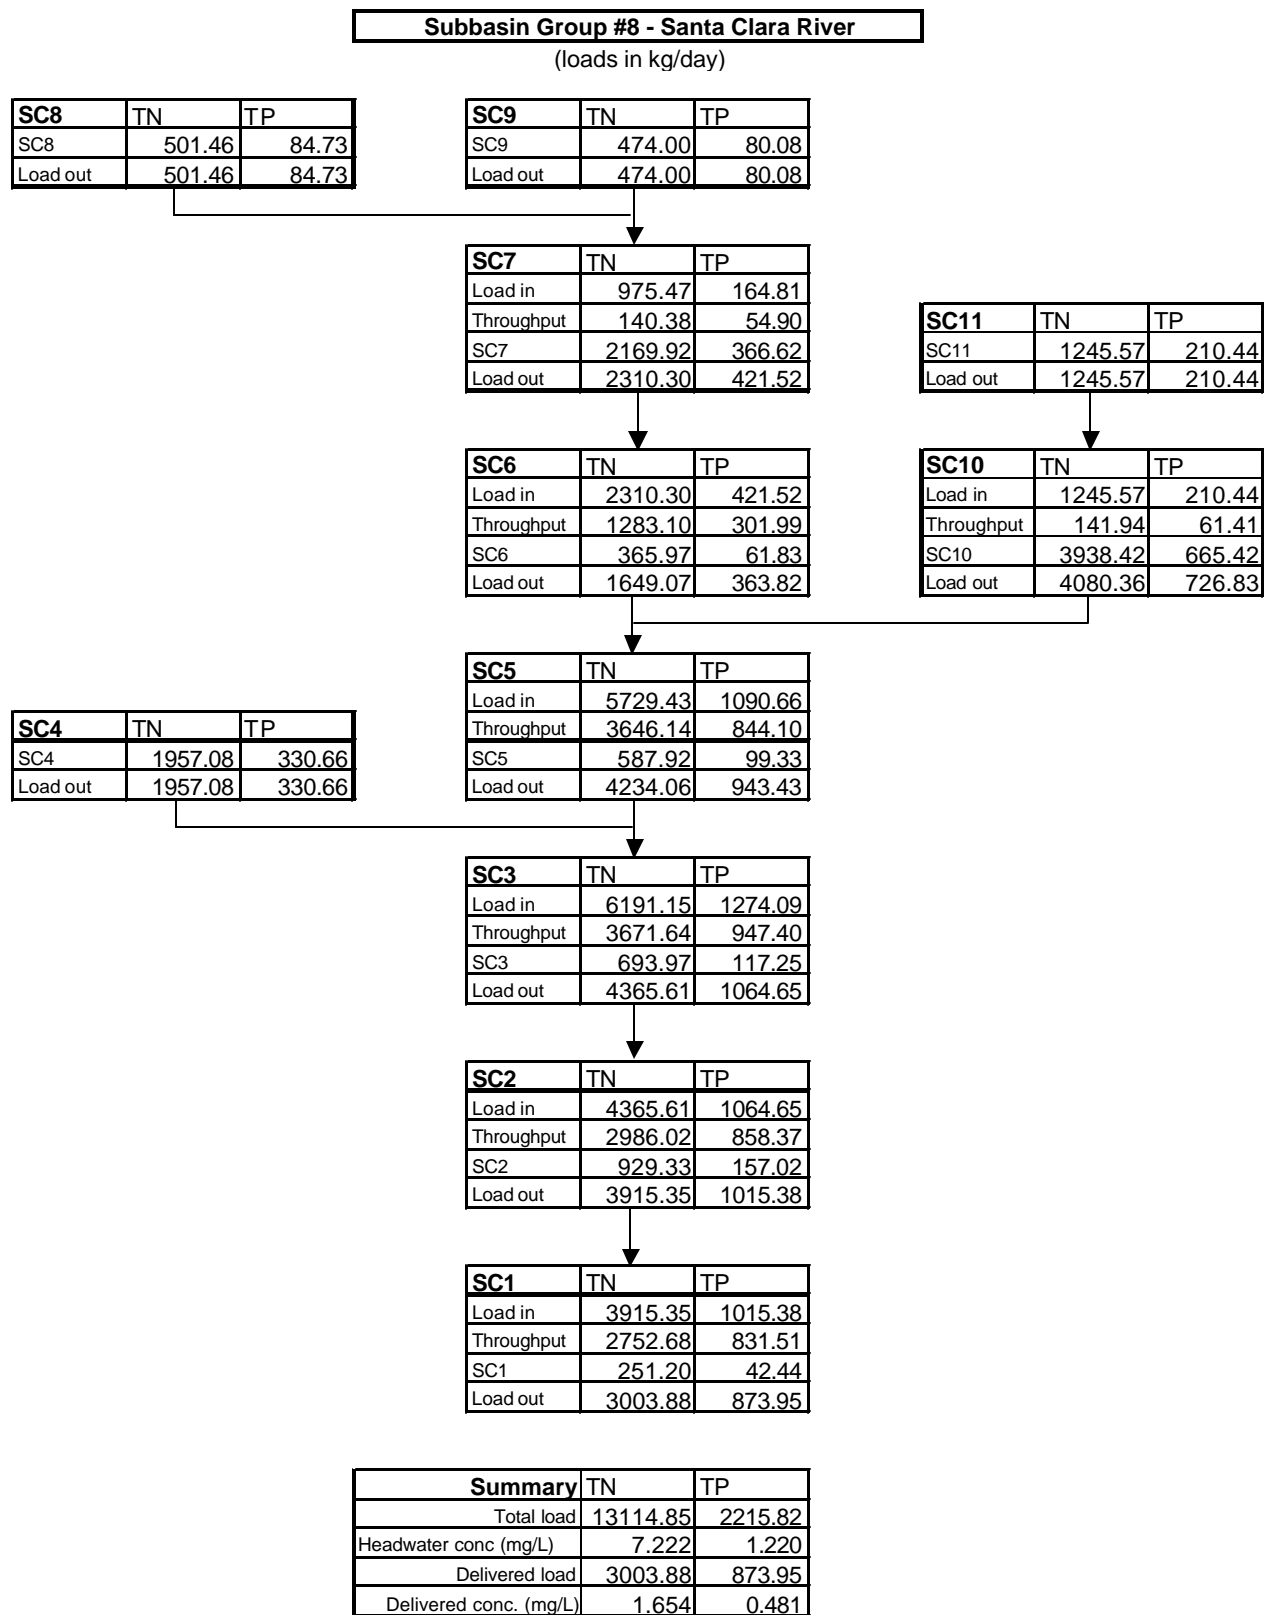 Subbasin Group #8 - Santa Clara River
(loads in kg/day)
SC8 TN TP
SC8 501.46 84.73
Load out 501.46 84.73
SC9 TN TP
SC9 474.00 80.08
Load out 474.00 80.08
SC7 TN TP
Load in 975.47 164.81
Throughput 140.38 54.90
SC7 2169.92 366.62
Load out 2310.30 421.52
SC11 TN TP
SC11 1245.57 210.44
Load out 1245.57 210.44
SC6 TN TP
Load in 2310.30 421.52
Throughput 1283.10 301.99
SC6 365.97 61.83
Load out 1649.07 363.82
SC10 TN TP
Load in 1245.57 210.44
Throughput 141.94 61.41
SC10 3938.42 665.42
Load out 4080.36 726.83
SC5 TN TP
Load in 5729.43 1090.66
Throughput 3646.14 844.10
SC5 587.92 99.33
Load out 4234.06 943.43
SC4 TN TP
SC4 1957.08 330.66
Load out 1957.08 330.66
SC3 TN TP
Load in 6191.15 1274.09
Throughput 3671.64 947.40
SC3 693.97 117.25
Load out 4365.61 1064.65
SC2 TN TP
Load in 4365.61 1064.65
Throughput 2986.02 858.37
SC2 929.33 157.02
Load out 3915.35 1015.38
SC1 TN TP
Load in 3915.35 1015.38
Throughput 2752.68 831.51
SC1 251.20 42.44
Load out 3003.88 873.95
Summary TN TP
Total load 13114.85 2215.82
Headwater conc (mg/L) 7.222 1.220
Delivered load 3003.88 873.95
Delivered conc. (mg/L) 1.654 0.481